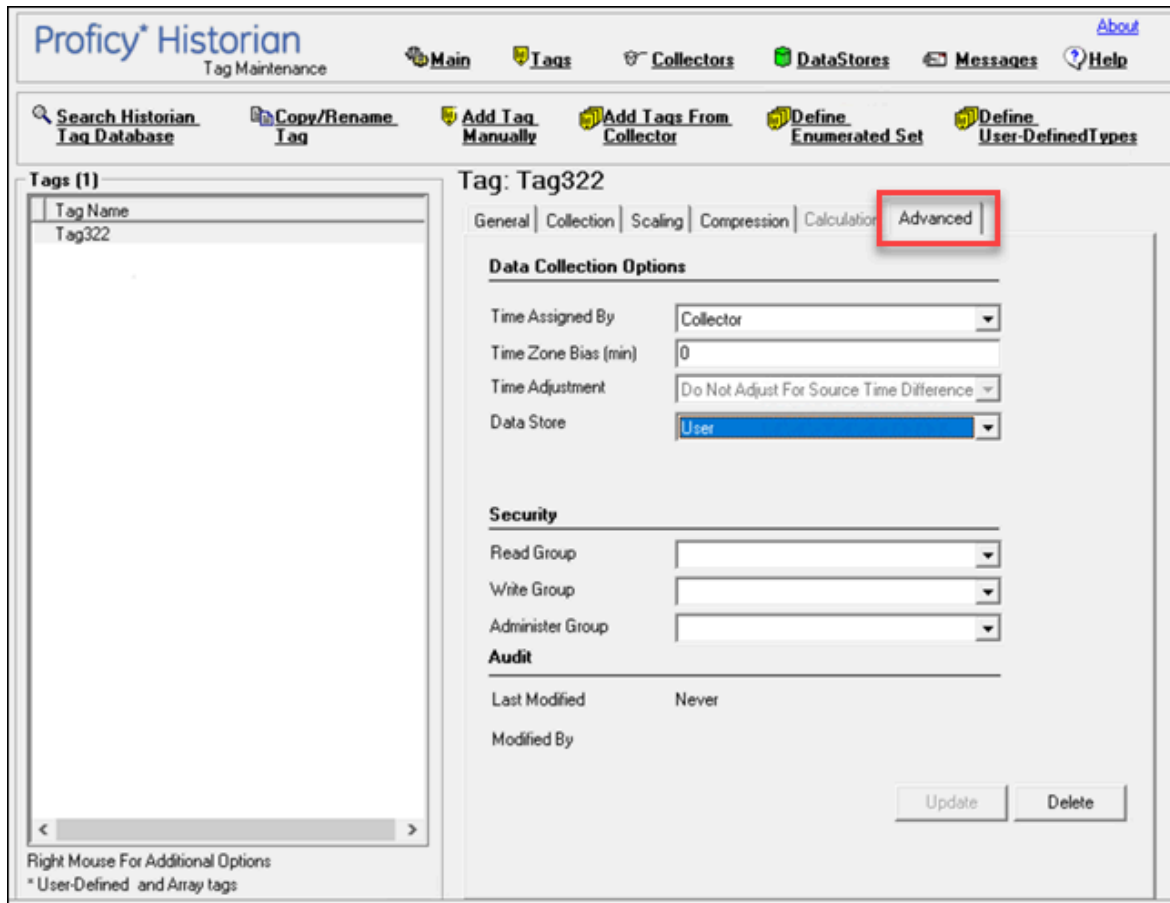 About
Proficy* Historian
Tag Maintenance
Main
Tags
Collectors
DataStores
Messages
Help
Search Historian
Tag Database
Copy/Rename
Tag
Add Tag
Manually
Add Tags From
Collector
Define
Enumerated Set
Define
User-DefinedTypes
Tags (1)
Tag Name
Tag322
Right Mouse For Additional Options
* User-Defined and Array tags
Tag: Tag322
General
Collection
Scaling
Compression
Calculation
Advanced
Data Collection Options
Time Assigned By
Collector
Time Zone Bias (min)
0
Time Adjustment
Do Not Adjust For Source Time Difference
Data Store
User
Security
Read Group
Write Group
Administer Group
Audit
Last Modified
Never
Modified By
Update
Delete